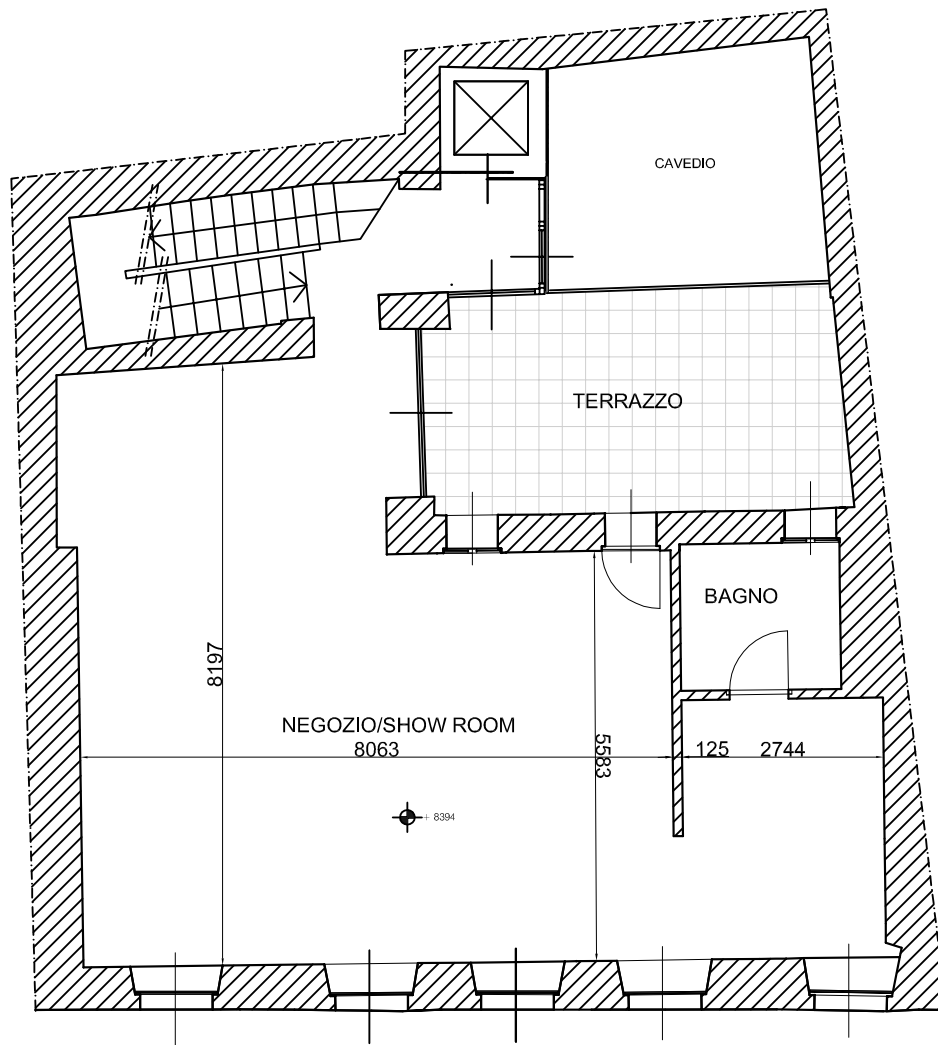 CAVEDIO
TERRAZZO
BAGNO
8197
NEGOZIO/SHOW ROOM
8063
5583
125 2744
+ 8394